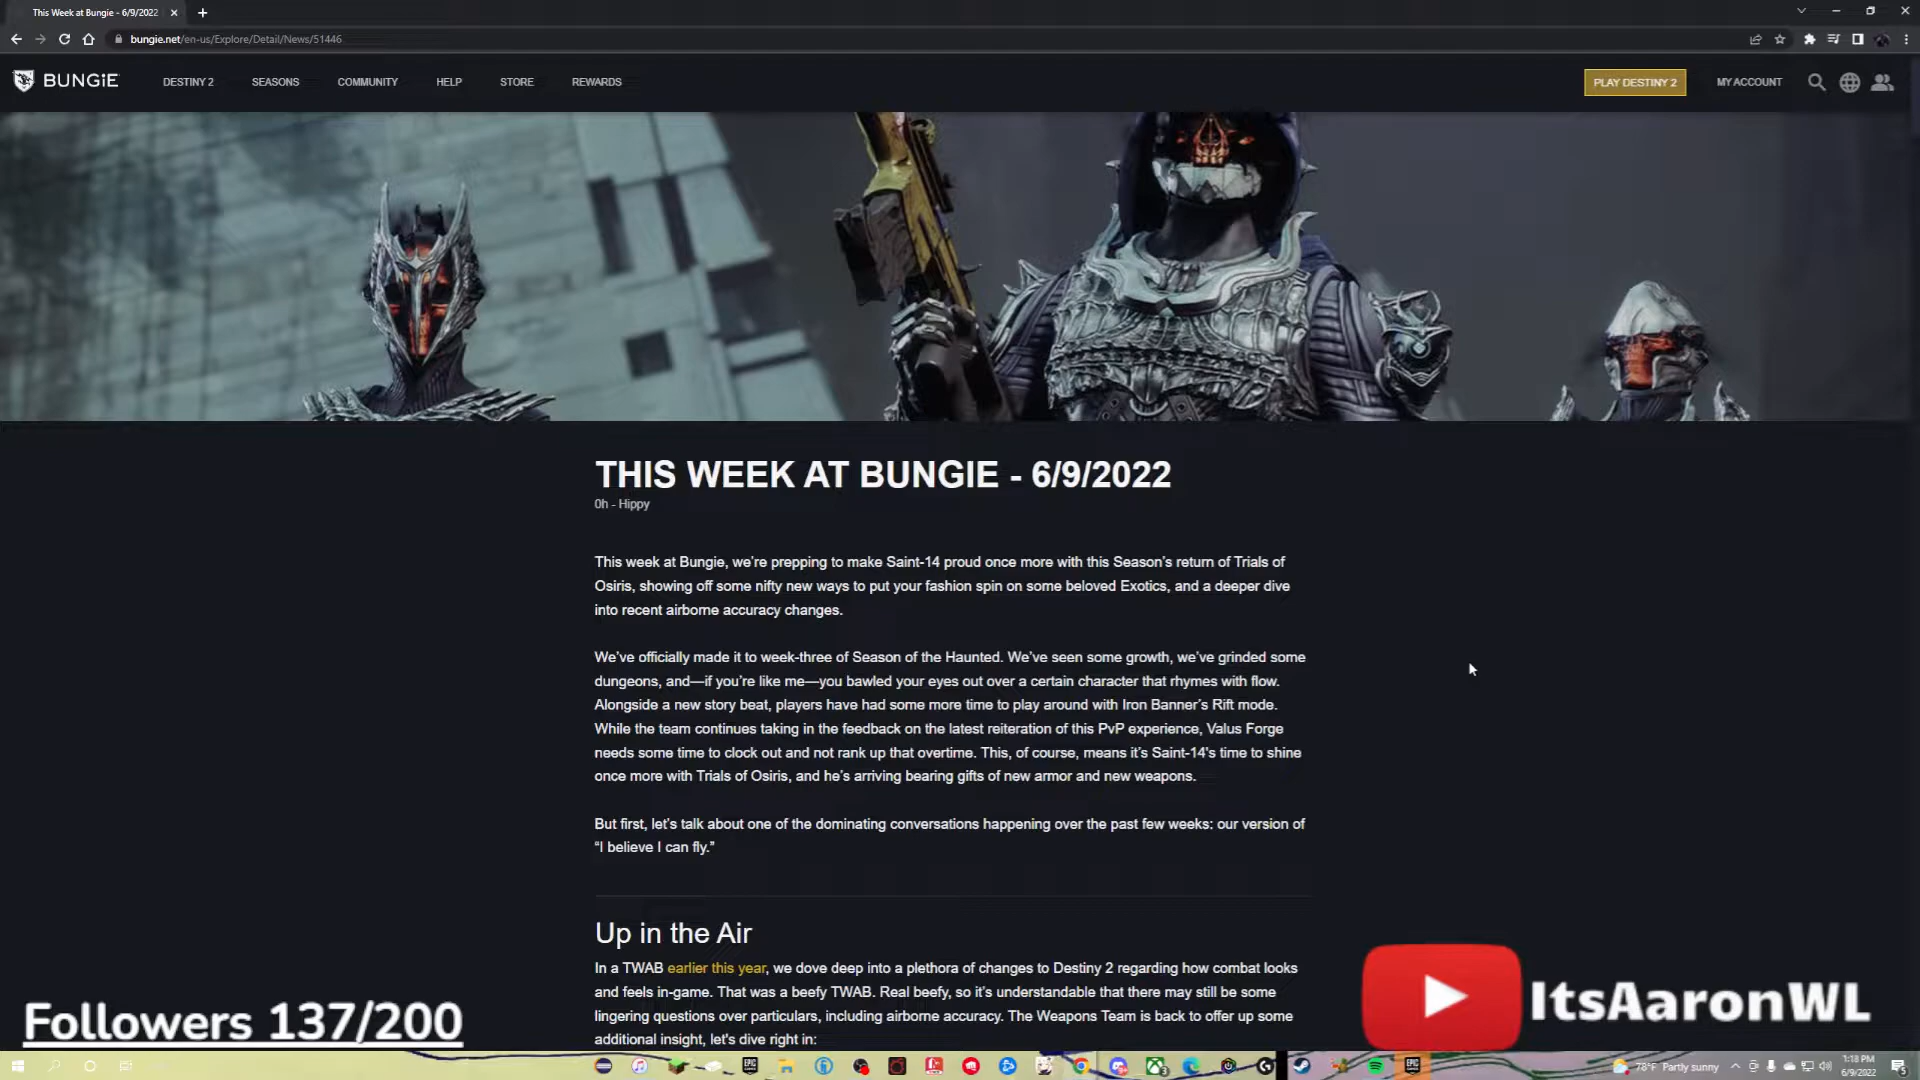 This Week at Bungie - 6/9/2022
bungie.net/en-us/Explore/Detail/News/51446
BUNGiE
DESTINY 2
SEASONS
COMMUNITY
HELP
STORE
REWARDS
PLAY DESTINY 2
MY ACCOUNT
THIS WEEK AT BUNGIE - 6/9/2022
0h - Hippy
This week at Bungie, we’re prepping to make Saint-14 proud once more with this Season’s return of Trials of
Osiris, showing off some nifty new ways to put your fashion spin on some beloved Exotics, and a deeper dive
into recent airborne accuracy changes.
We’ve officially made it to week-three of Season of the Haunted. We’ve seen some growth, we’ve grinded some
dungeons, and—if you’re like me—you bawled your eyes out over a certain character that rhymes with flow.
Alongside a new story beat, players have had some more time to play around with Iron Banner’s Rift mode.
While the team continues taking in the feedback on the latest reiteration of this PvP experience, Valus Forge
needs some time to clock out and not rank up that overtime. This, of course, means it’s Saint-14’s time to shine
once more with Trials of Osiris, and he’s arriving bearing gifts of new armor and new weapons.
But first, let’s talk about one of the dominating conversations happening over the past few weeks: our version of
“I believe I can fly.”
Up in the Air
In a TWAB earlier this year, we dove deep into a plethora of changes to Destiny 2 regarding how combat looks
and feels in-game. That was a beefy TWAB. Real beefy, so it’s understandable that there may still be some
lingering questions over particulars, including airborne accuracy. The Weapons Team is back to offer up some
additional insight, let's dive right in:
Followers 137/200
ItsAaronWL
78°F Partly sunny
1:18 PM
6/9/2022